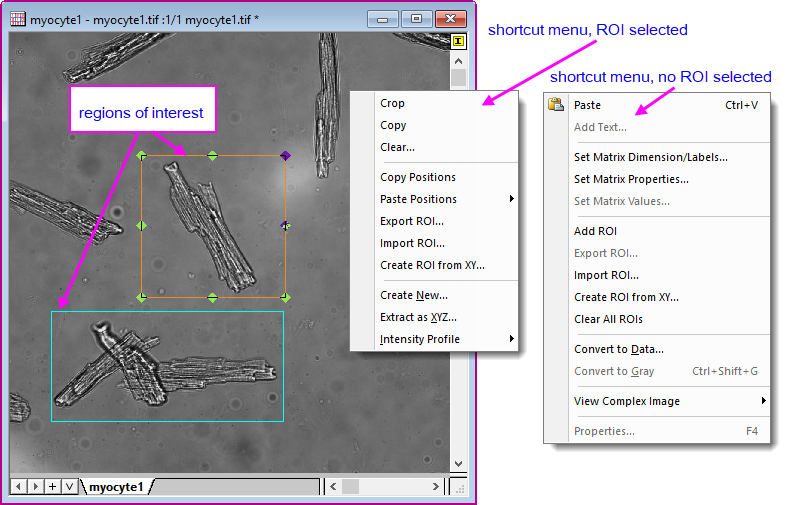 myocyte1 - myocyte1.tif :1/1 myocyte1.tif *
shortcut menu, ROI selected
shortcut menu, no ROI selected
regions of interest
Crop
Copy
Clear...
Copy Positions
Paste Positions
Export ROI...
Import ROI...
Create ROI from XY...
Create New...
Extract as XYZ...
Intensity Profile
Paste Ctrl+V
Add Text...
Set Matrix Dimension/Labels...
Set Matrix Properties...
Set Matrix Values...
Add ROI
Export ROI...
Import ROI...
Create ROI from XY...
Clear All ROIs
Convert to Data...
Convert to Gray Ctrl+Shift+G
View Complex Image
Properties... F4
myocyte1